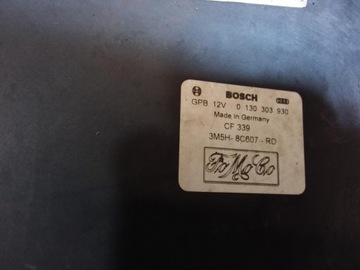 BOSCH
GPB 12V 0 130 303 930
Made in Germany
CF 339
3M5H-8C607-RD
FoMoCo